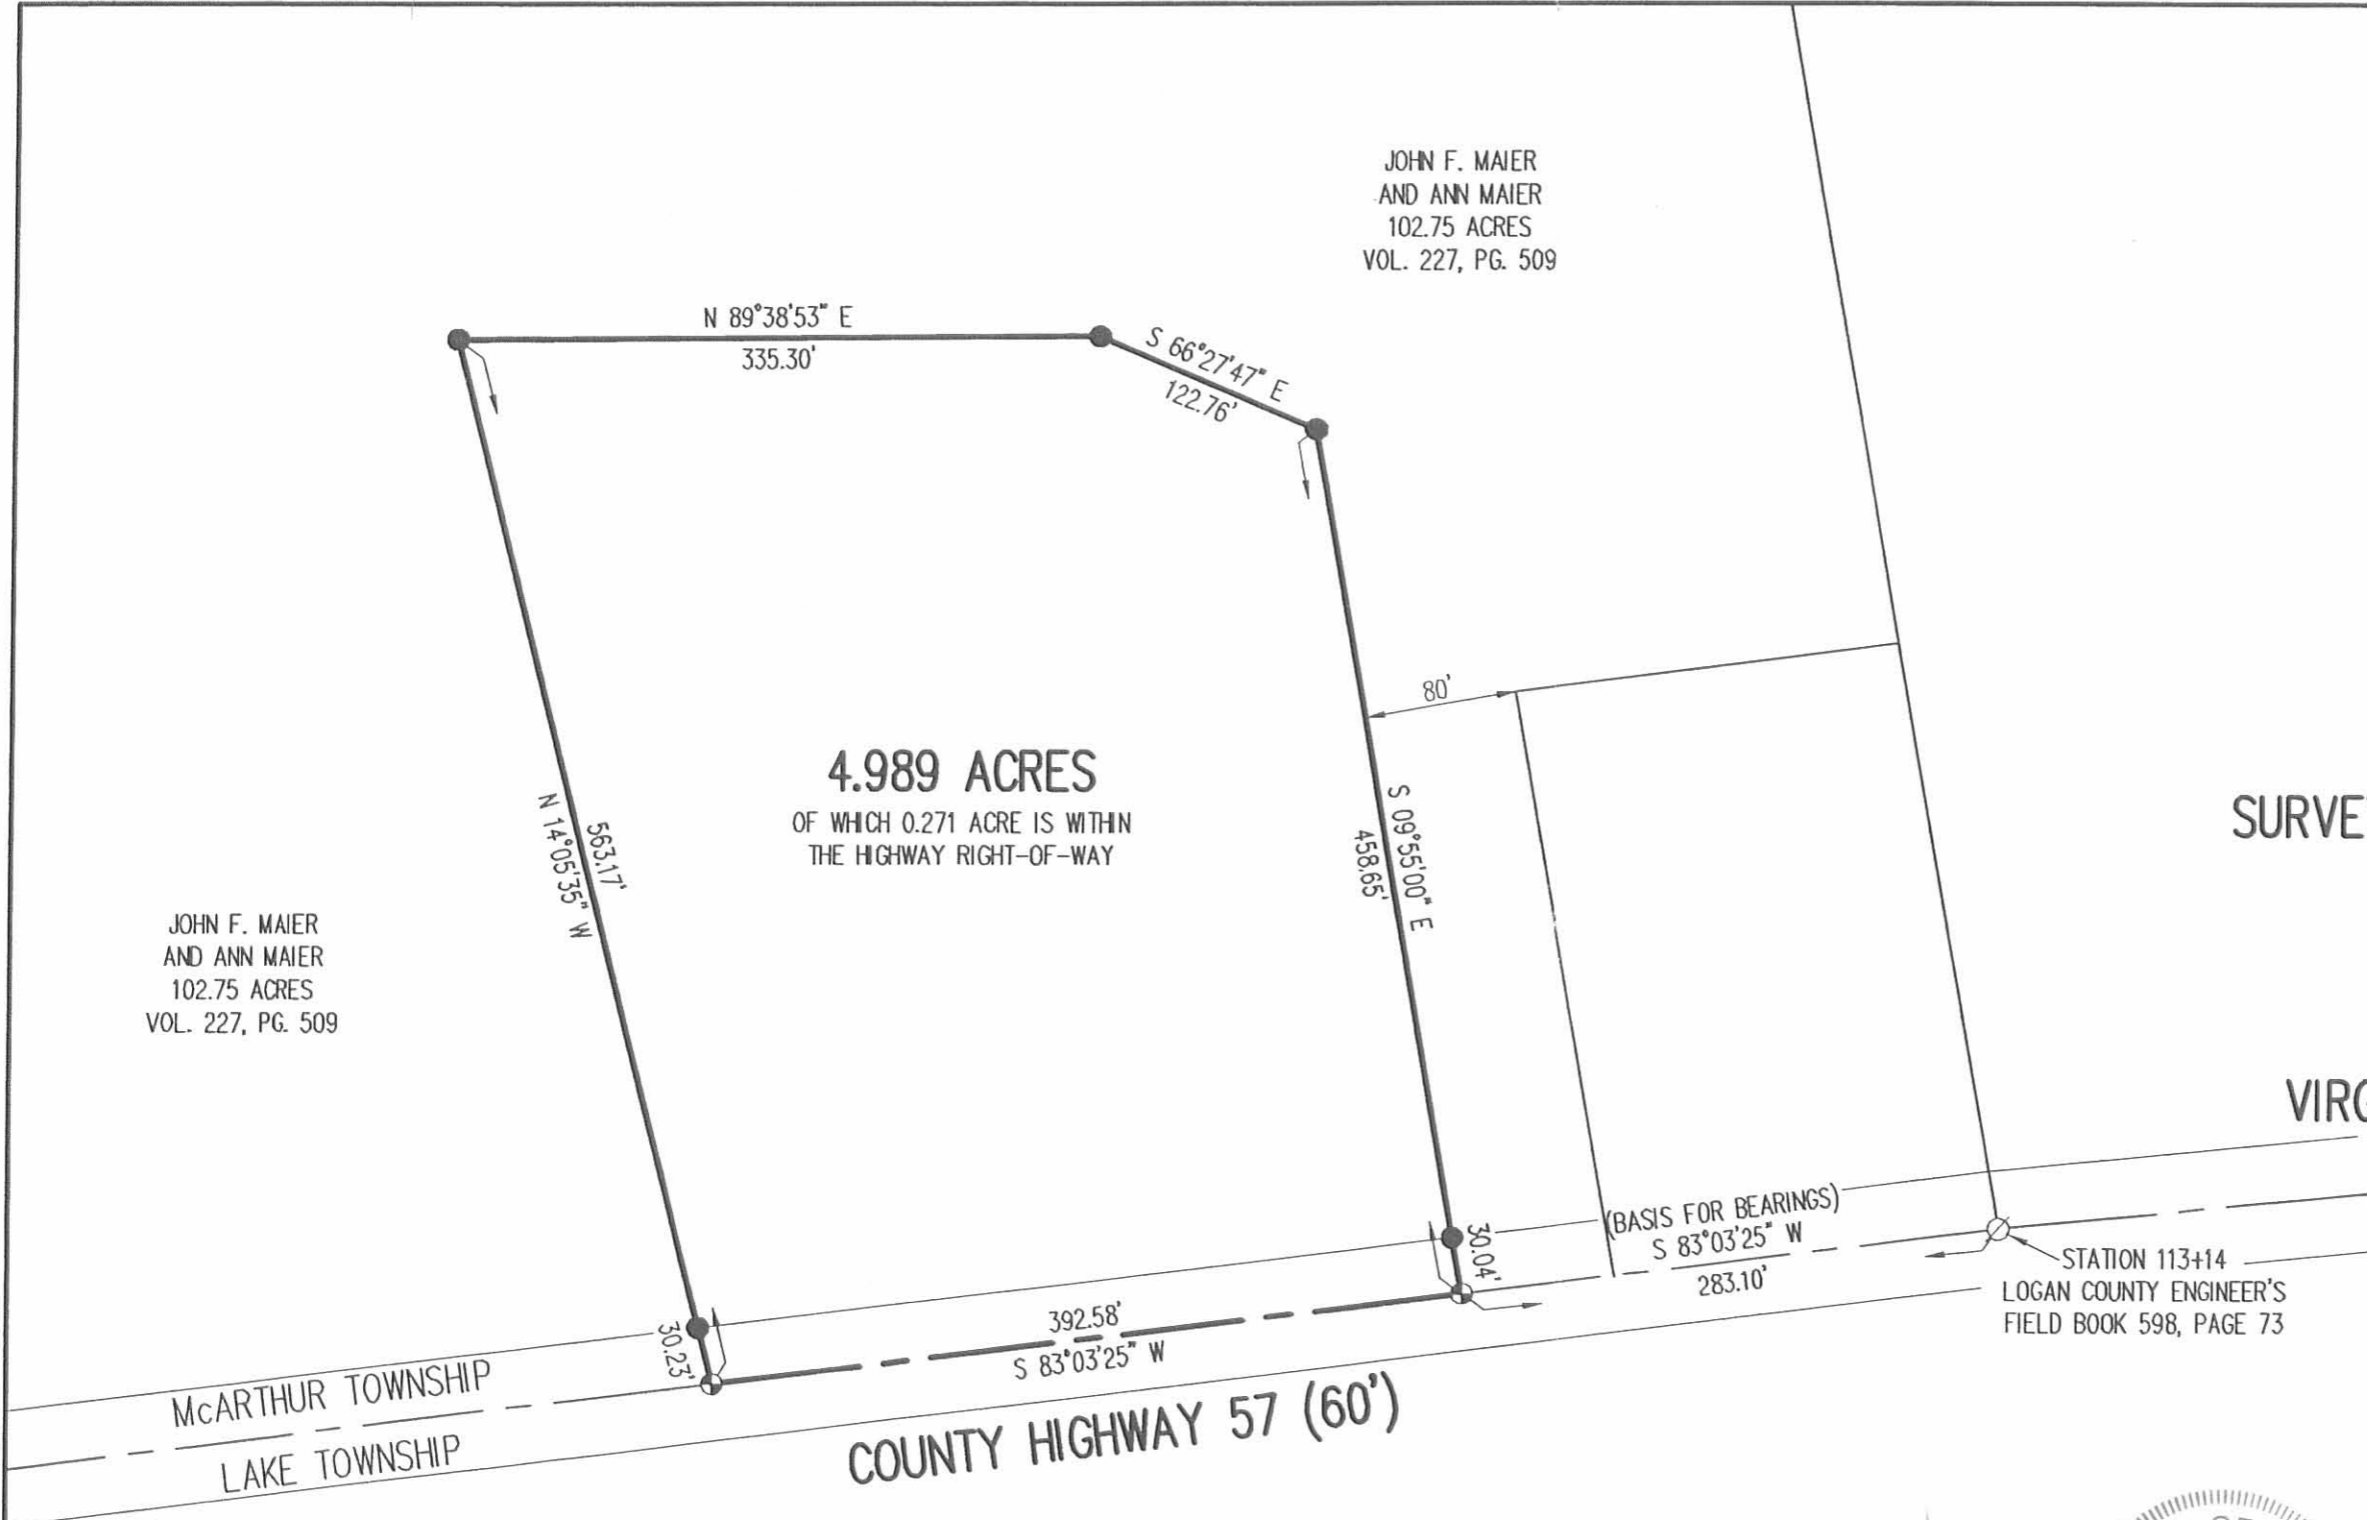 JOHN F. MAIER
AND ANN MAIER
102.75 ACRES
VOL. 227, PG. 509
N 89°38'53" E
335.30'
S 66°27'47" E
122.76'
80'
4.989 ACRES
OF WHICH 0.271 ACRE IS WITHIN
THE HIGHWAY RIGHT-OF-WAY
S 09°55'00" E
458.65'
563.17'
N 14°05'35" W
SURVE
JOHN F. MAIER
AND ANN MAIER
102.75 ACRES
VOL. 227, PG. 509
VIRG
(BASIS FOR BEARINGS)
S 83°03'25" W
283.10'
30.04'
STATION 113+14
LOGAN COUNTY ENGINEER'S
FIELD BOOK 598, PAGE 73
392.58'
S 83°03'25" W
30.23'
McARTHUR TOWNSHIP
LAKE TOWNSHIP
COUNTY HIGHWAY 57 (60')